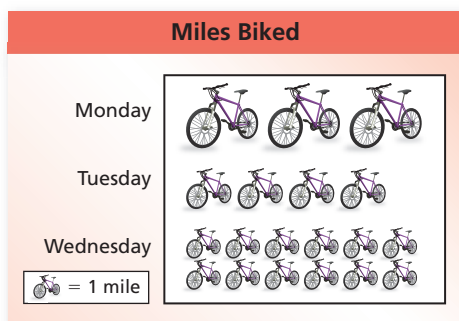 Miles Biked
Monday
Tuesday
Wednesday
= 1 mile